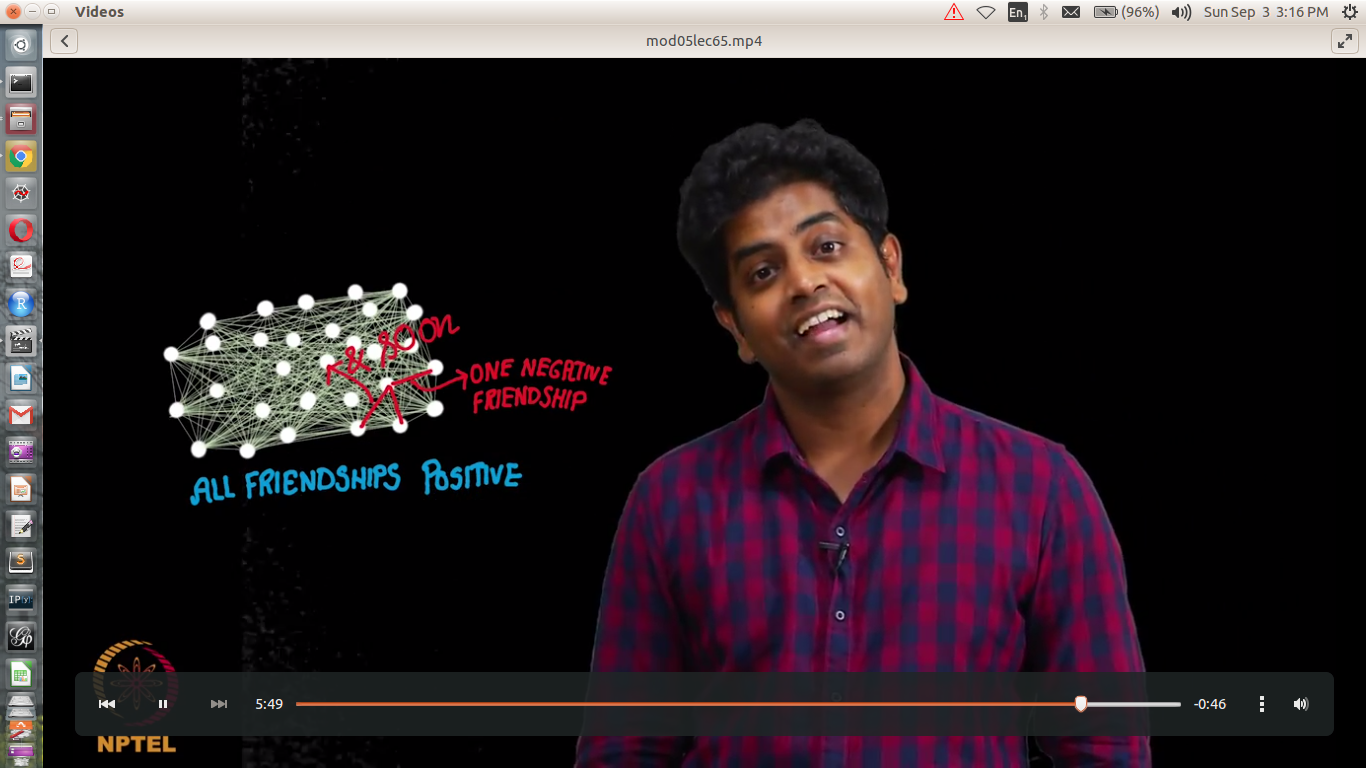 Videos
En1
(96%)
Sun Sep 3 3:16 PM
mod05lec65.mp4
& SO ON
ONE NEGATIVE
FRIENDSHIP
ALL FRIENDSHIPS POSITIVE
5:49
-0:46
NPTEL
R
S
IP[y]: